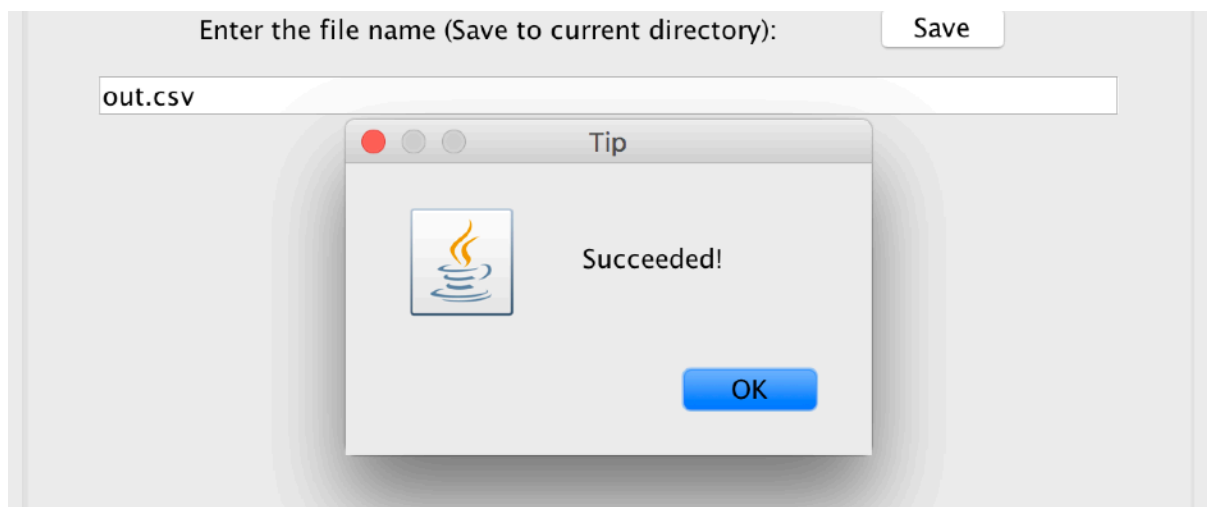 Enter the file name (Save to current directory):
Save
out.csv
Tip
Succeeded!
OK